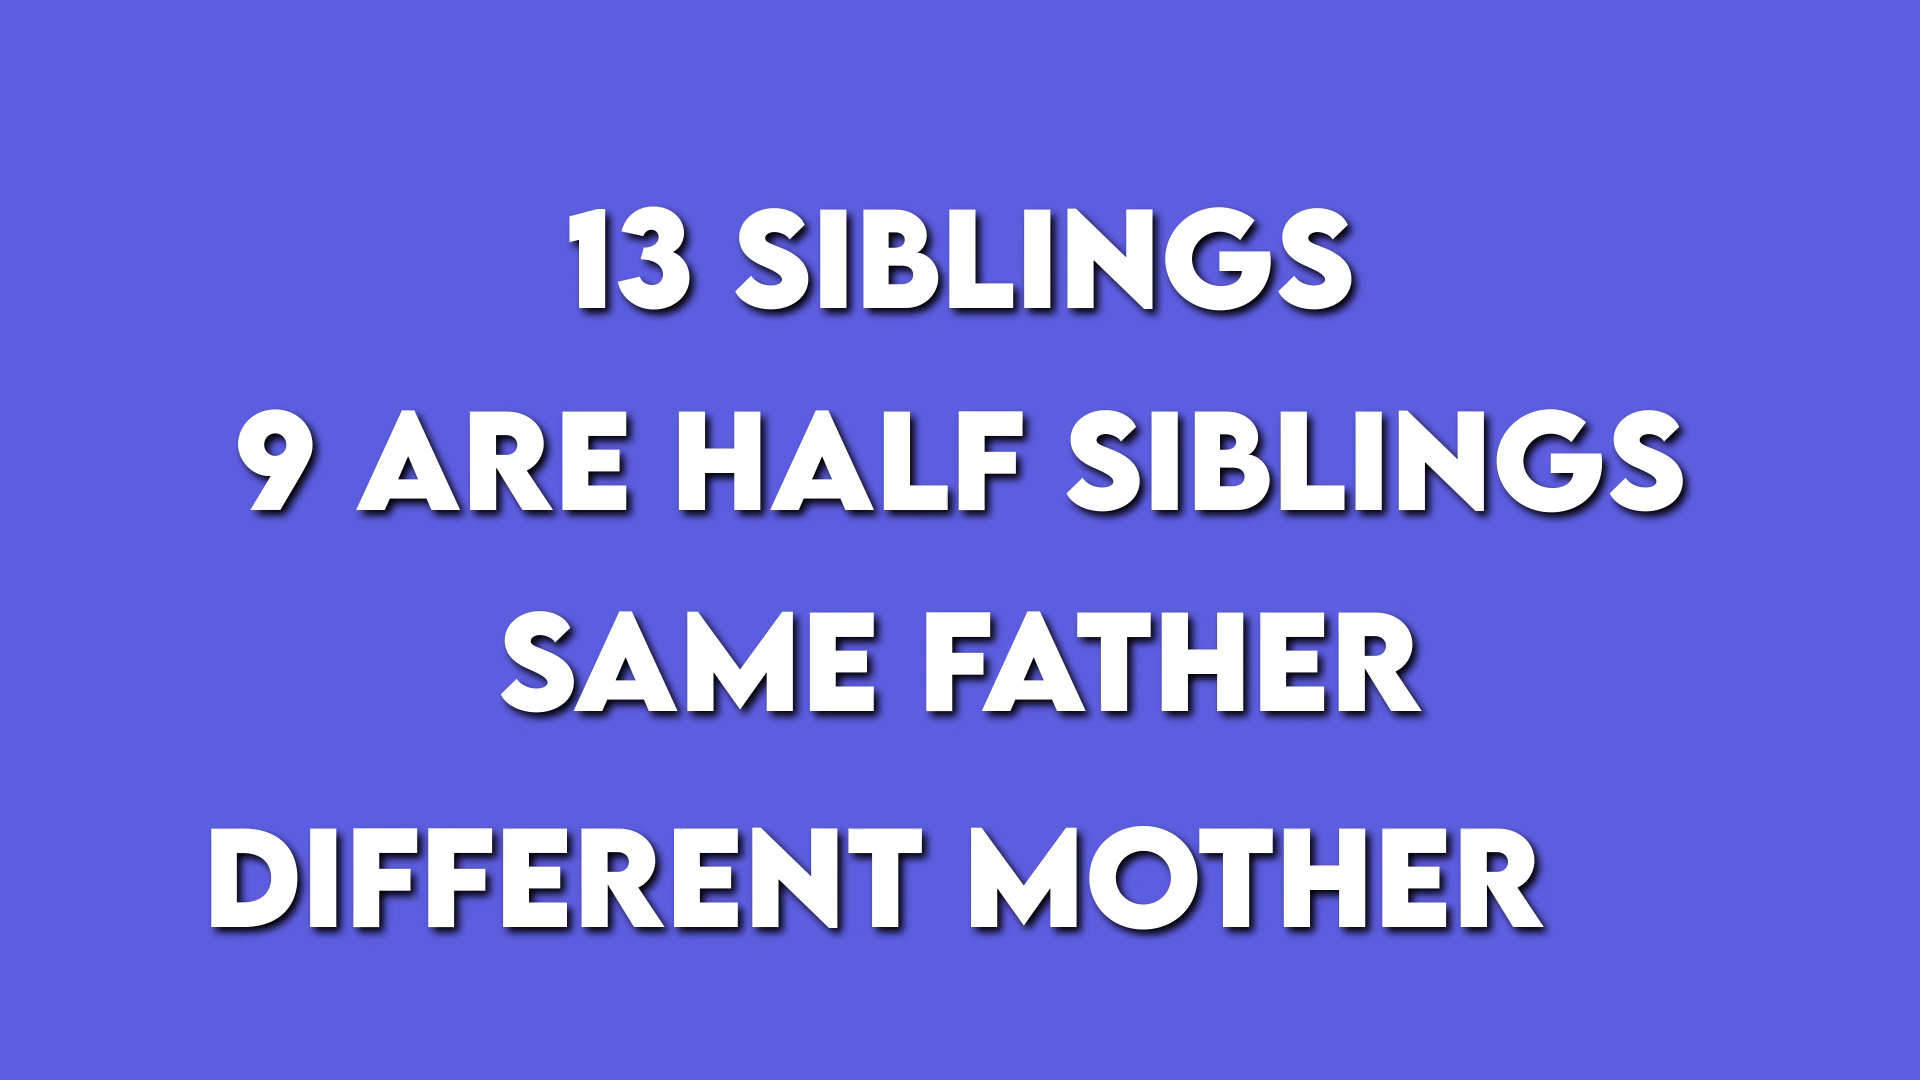 13 SIBLINGS
9 ARE HALF SIBLINGS
SAME FATHER
DIFFERENT MOTHER